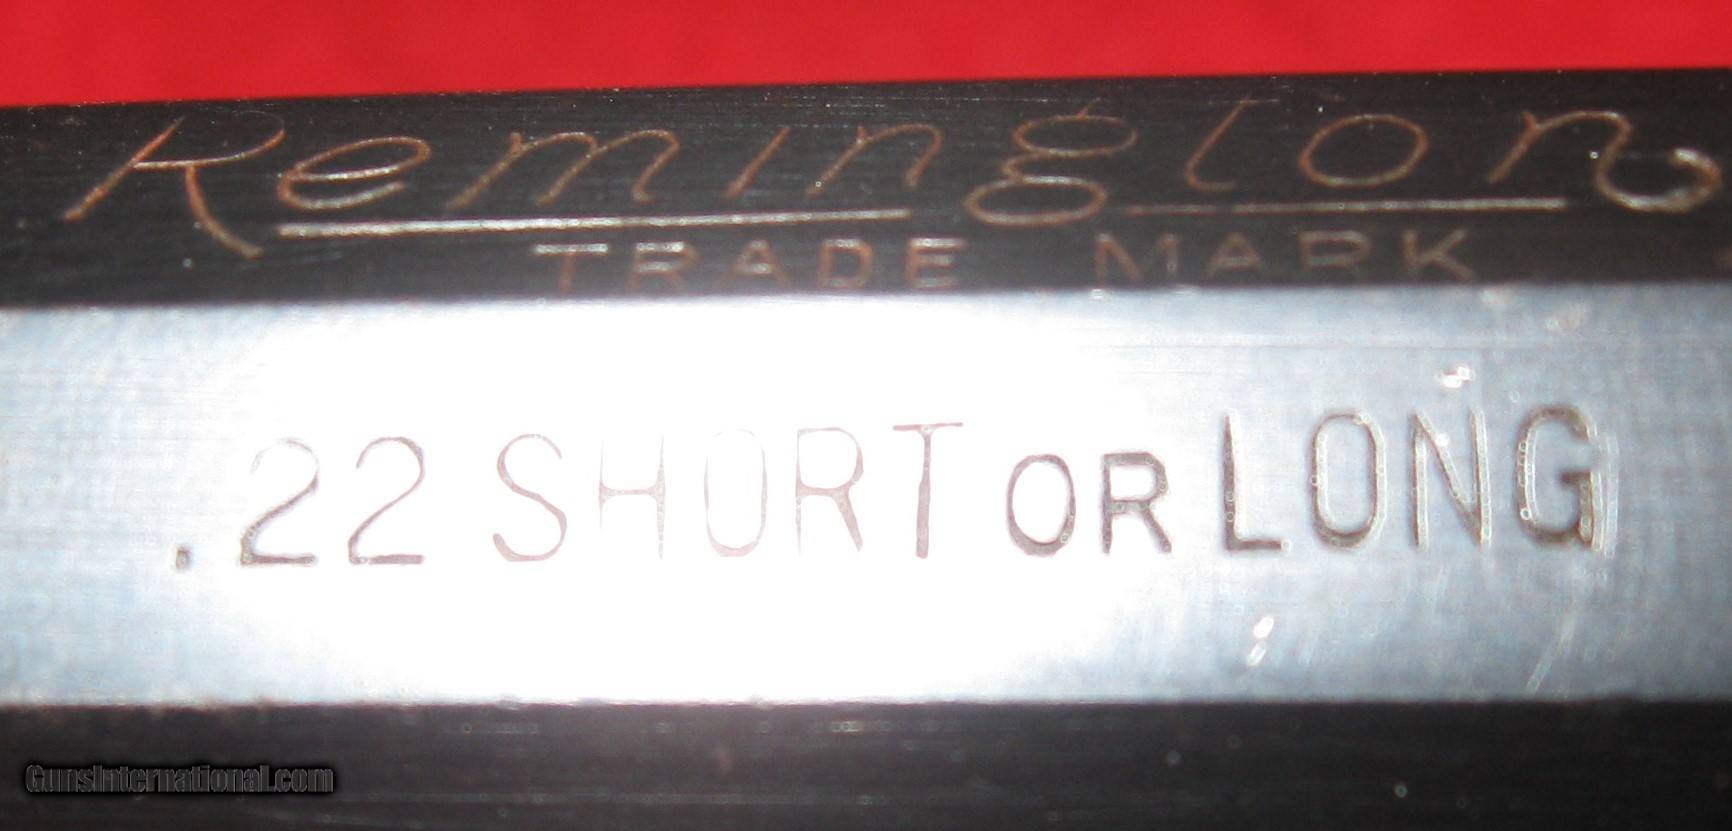 Remington
TRADE MARK
.22 SHORT OR LONG
GunsInternational.com